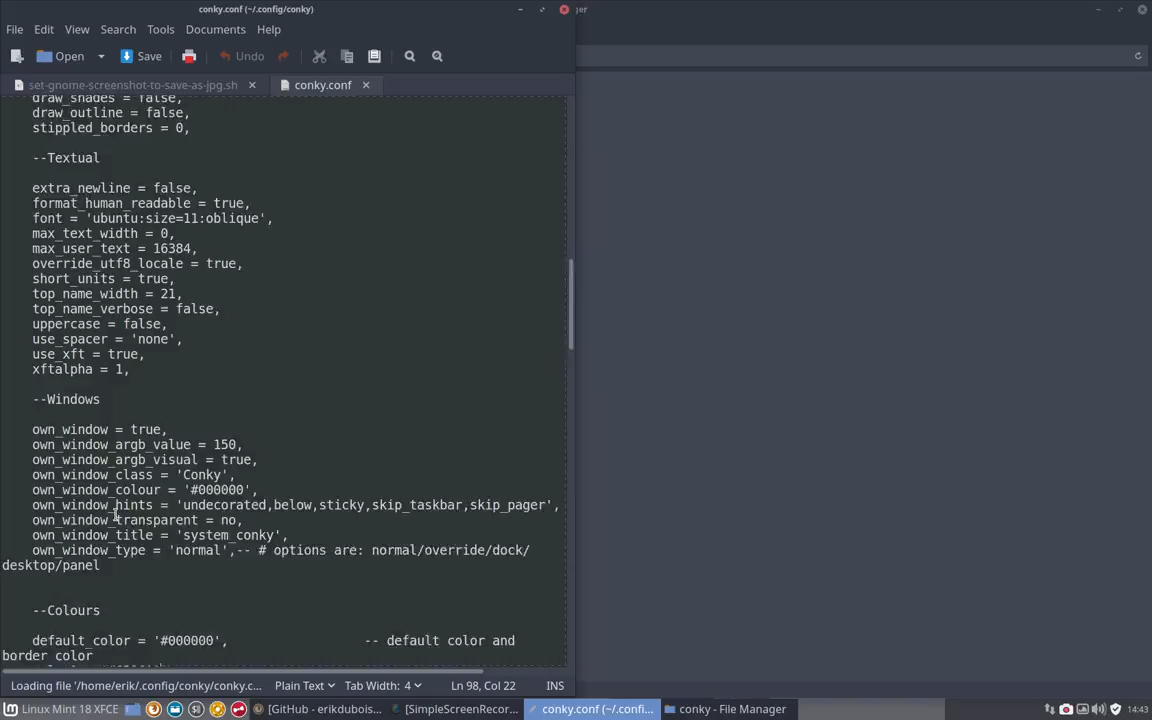 conky.conf (~/.config/conky)
ger
File Edit View Search Tools Documents Help
Open Save Undo
set-gnome-screenshot-to-save-as-jpg.sh conky.conf
draw_shades = false,
draw_outline = false,
stippled_borders = 0,
--Textual
extra_newline = false,
format_human_readable = true,
font = 'ubuntu:size=11:oblique',
max_text_width = 0,
max_user_text = 16384,
override_utf8_locale = true,
short_units = true,
top_name_width = 21,
top_name_verbose = false,
uppercase = false,
use_spacer = 'none',
use_xft = true,
xftalpha = 1,
--Windows
own_window = true,
own_window_argb_value = 150,
own_window_argb_visual = true,
own_window_class = 'Conky',
own_window_colour = '#000000',
own_window_hints = 'undecorated,below,sticky,skip_taskbar,skip_pager',
own_window_transparent = no,
own_window_title = 'system_conky',
own_window_type = 'normal',-- # options are: normal/override/dock/
desktop/panel
--Colours
default_color = '#000000', -- default color and
border color
Loading file '/home/erik/.config/conky/conky.c... Plain Text Tab Width: 4 Ln 98, Col 22 INS
Linux Mint 18 XFCE [GitHub - erikdubois... [SimpleScreenRecor... conky.conf (~/.confi... conky - File Manager 14:43